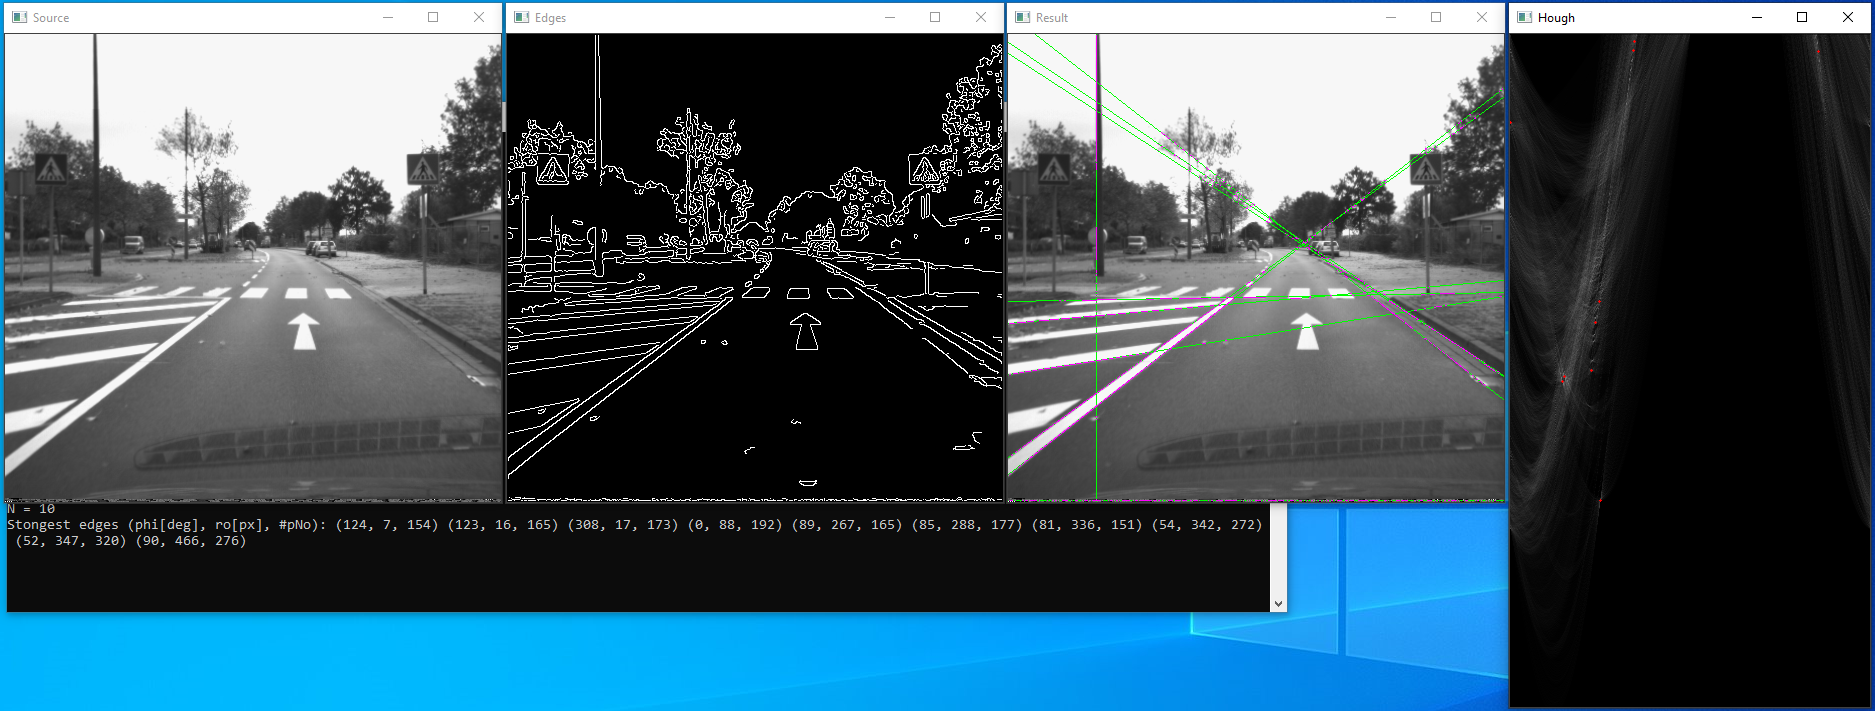 Source
Edges
Result
Hough
N = 10
Stongest edges (phi[deg], ro[px], #pNo): (124, 7, 154) (123, 16, 165) (308, 17, 173) (0, 88, 192) (89, 267, 165) (85, 288, 177) (81, 336, 151) (54, 342, 272)
(52, 347, 320) (90, 466, 276)